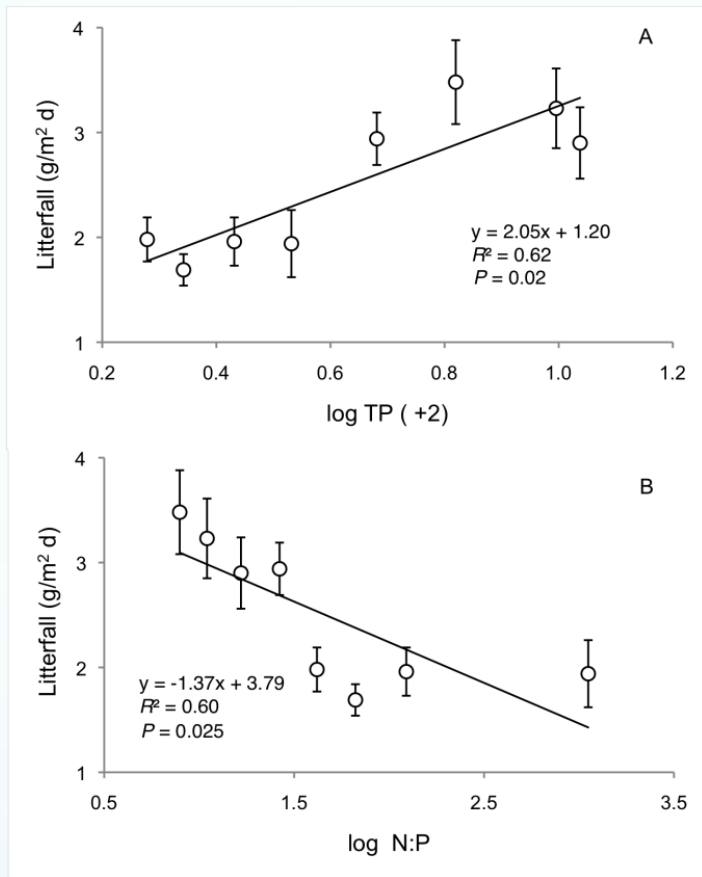 A
4
3
2
1
Litterfall (g/m² d)
y = 2.05x + 1.20
R² = 0.62
P = 0.02
0.2 0.4 0.6 0.8 1.0 1.2
log TP ( +2)
B
4
3
2
1
Litterfall (g/m² d)
y = -1.37x + 3.79
R² = 0.60
P = 0.025
0.5 1.5 2.5 3.5
log N:P